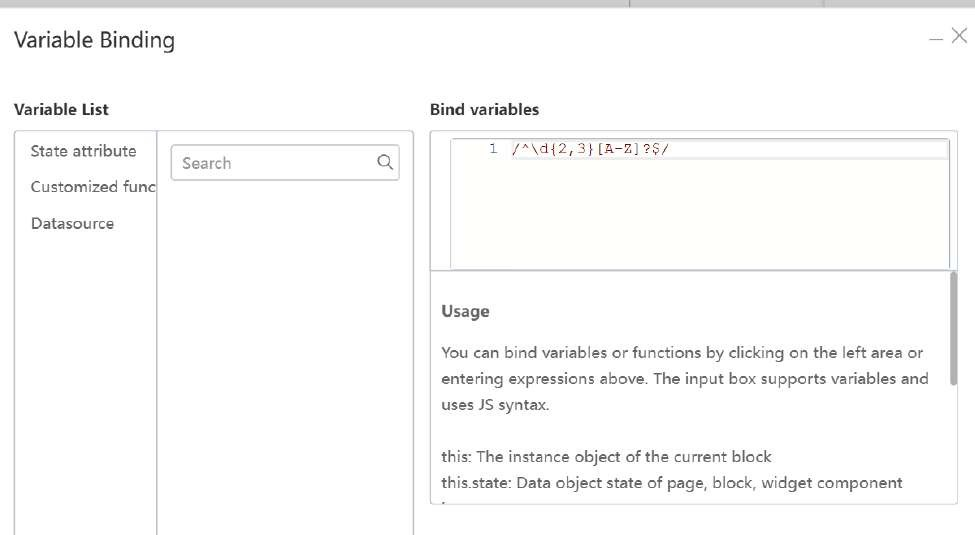 Variable Binding
Variable List
Bind variables
State attribute
Customized func
Datasource
Search
1 /^\d{2,3}[A-Z]?$/
Usage
You can bind variables or functions by clicking on the left area or
entering expressions above. The input box supports variables and
uses JS syntax.
this: The instance object of the current block
this.state: Data object state of page, block, widget component